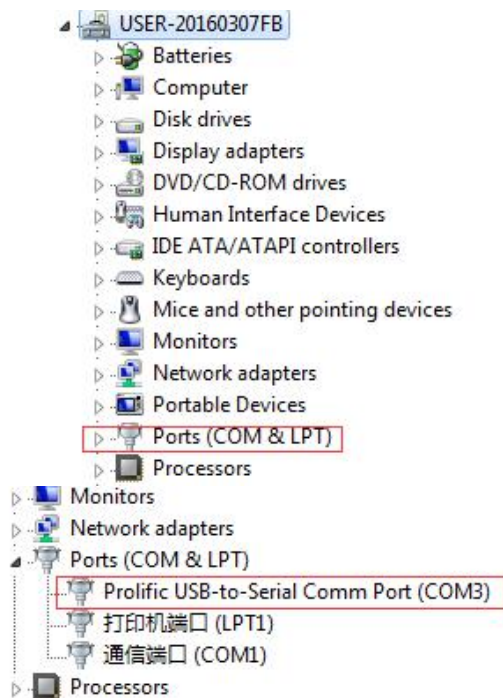 USER-20160307FB
Batteries
Computer
Disk drives
Display adapters
DVD/CD-ROM drives
Human Interface Devices
IDE ATA/ATAPI controllers
Keyboards
Mice and other pointing devices
Monitors
Network adapters
Portable Devices
Ports (COM & LPT)
Processors
Monitors
Network adapters
Ports (COM & LPT)
Prolific USB-to-Serial Comm Port (COM3)
打印机端口 (LPT1)
通信端口 (COM1)
Processors